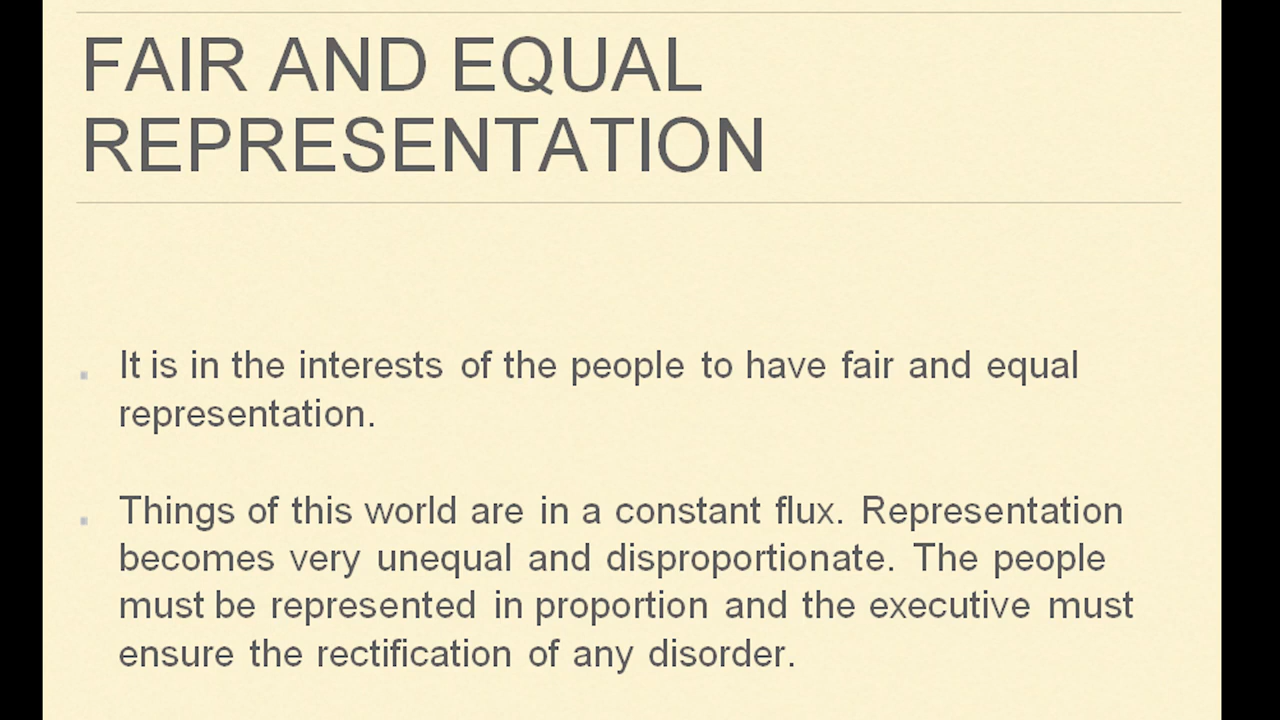 FAIR AND EQUAL
REPRESENTATION
It is in the interests of the people to have fair and equal
representation.
Things of this world are in a constant flux. Representation
becomes very unequal and disproportionate. The people
must be represented in proportion and the executive must
ensure the rectification of any disorder.